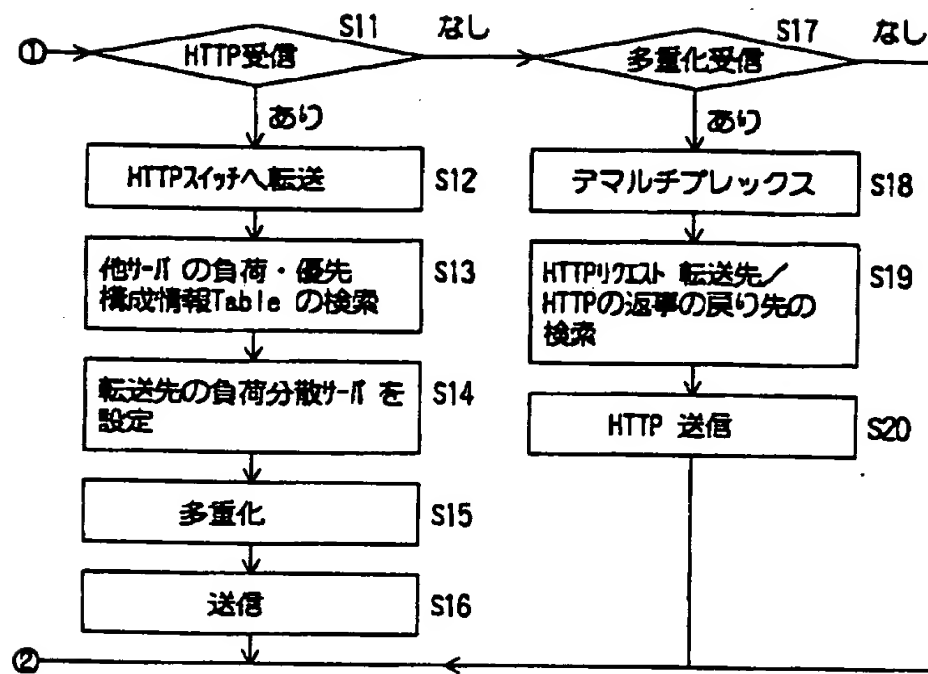 ① HTTP受信 S11 なし
あり
HTTPスイッチへ転送 S12
他サーバ の負荷・優先 S13
構成情報Table の検索
転送先の負荷分散サーバ を S14
設定
多重化 S15
送信 S16
②
多重化受信 S17 なし
あり
デマルチプレックス S18
HTTPリクエスト 転送先／ S19
HTTPの返事の戻り先の
検索
HTTP 送信 S20